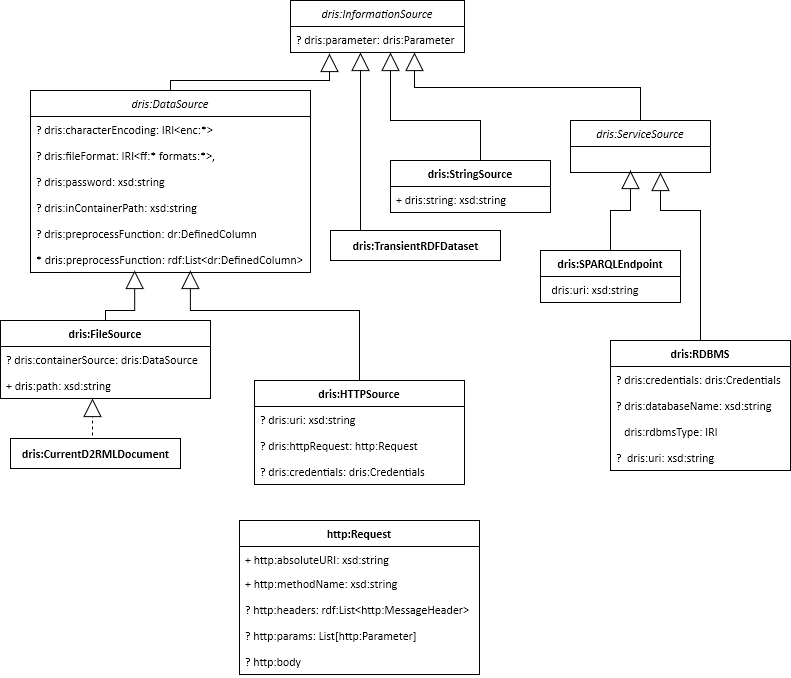 dris:InformationSource
? dris:parameter: dris:Parameter
dris:DataSource
? dris:characterEncoding: IRI<enc:*>
? dris:fileFormat: IRI<ff:* formats:*>,
? dris:password: xsd:string
? dris:inContainerPath: xsd:string
? dris:preprocessFunction: dr:DefinedColumn
* dris:preprocessFunction: rdf:List<dr:DefinedColumn>
dris:ServiceSource
dris:StringSource
+ dris:string: xsd:string
dris:TransientRDFDataset
dris:SPARQLEndpoint
dris:uri: xsd:string
dris:FileSource
? dris:containerSource: dris:DataSource
+ dris:path: xsd:string
dris:RDBMS
? dris:credentials: dris:Credentials
? dris:databaseName: xsd:string
dris:rdbmsType: IRI
? dris:uri: xsd:string
dris:HTTPSource
? dris:uri: xsd:string
? dris:httpRequest: http:Request
? dris:credentials: dris:Credentials
dris:CurrentD2RMLDocument
http:Request
+ http:absoluteURI: xsd:string
+ http:methodName: xsd:string
? http:headers: rdf:List<http:MessageHeader>
? http:params: List[http:Parameter]
? http:body